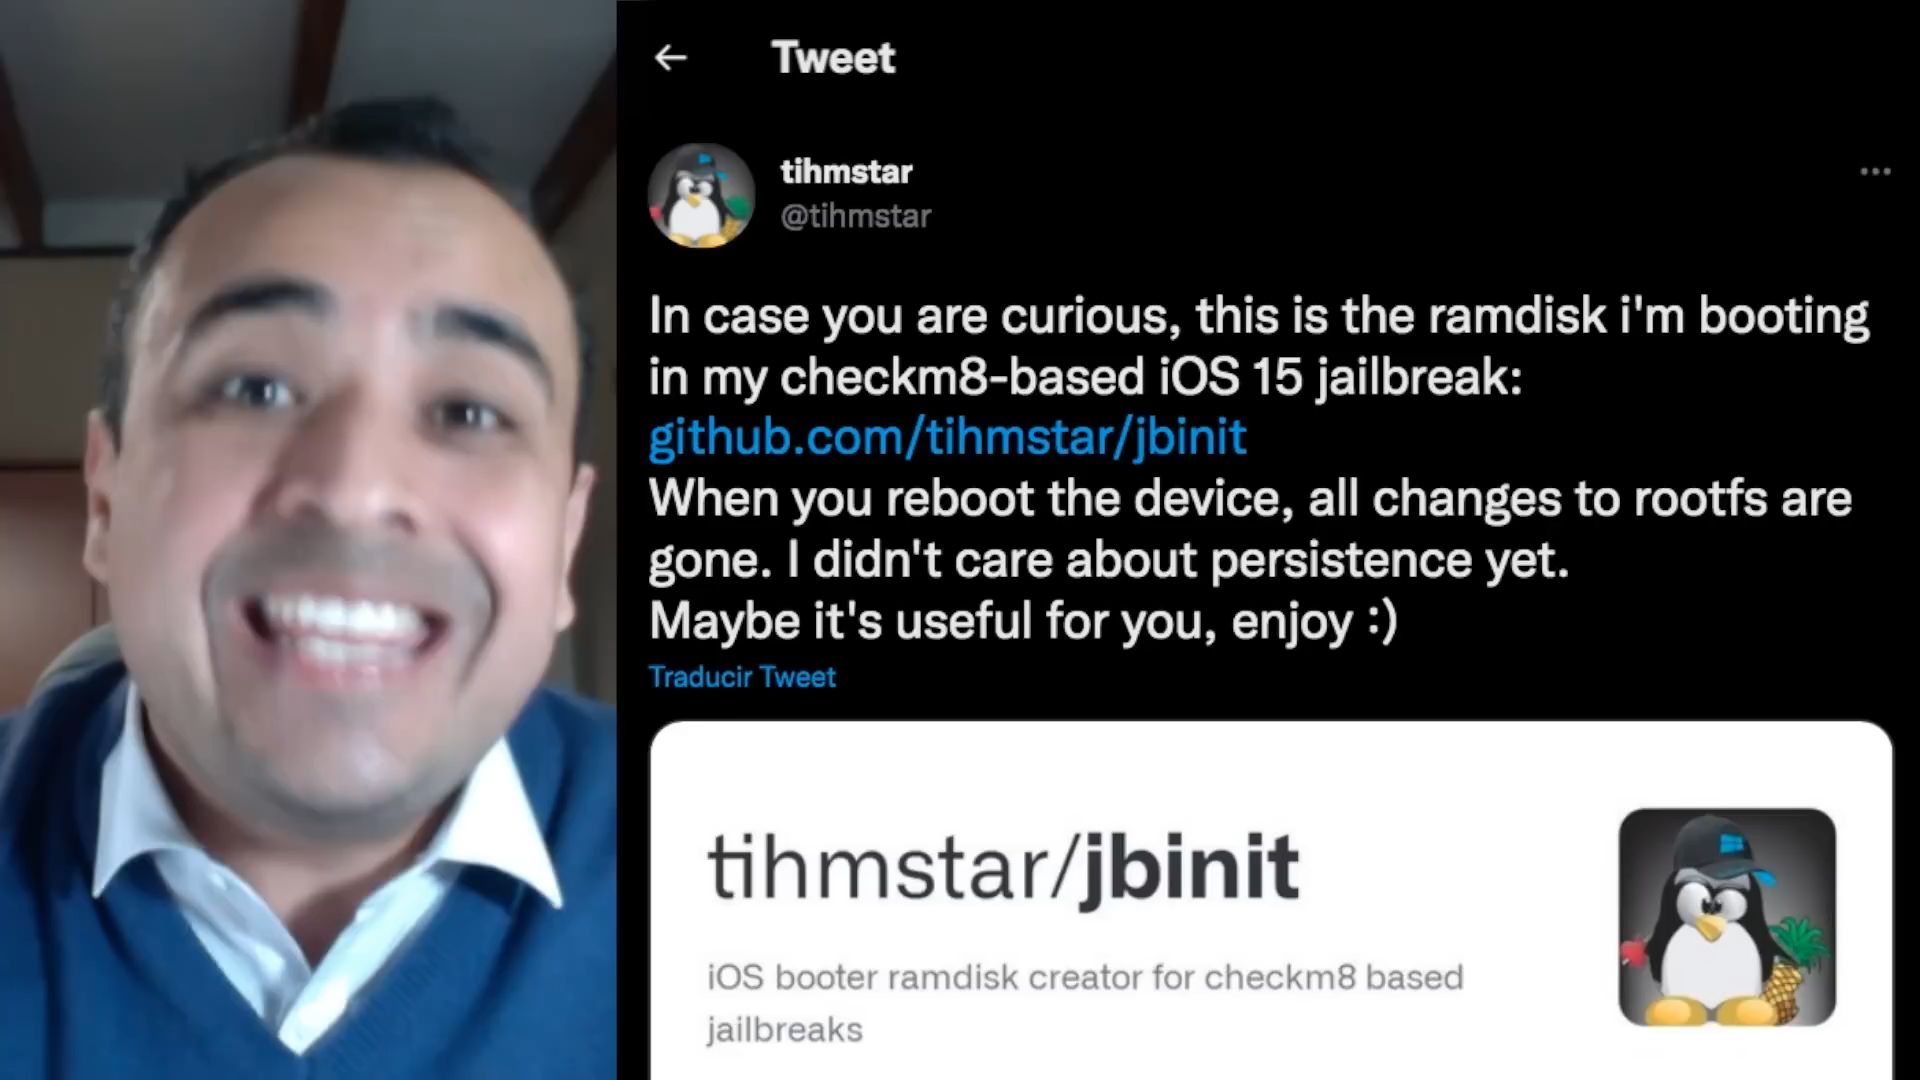 Tweet
tihmstar
@tihmstar
In case you are curious, this is the ramdisk i'm booting
in my checkm8-based iOS 15 jailbreak:
github.com/tihmstar/jbinit
When you reboot the device, all changes to rootfs are
gone. I didn't care about persistence yet.
Maybe it's useful for you, enjoy :)
Traducir Tweet
tihmstar/jbinit
iOS booter ramdisk creator for checkm8 based
jailbreaks